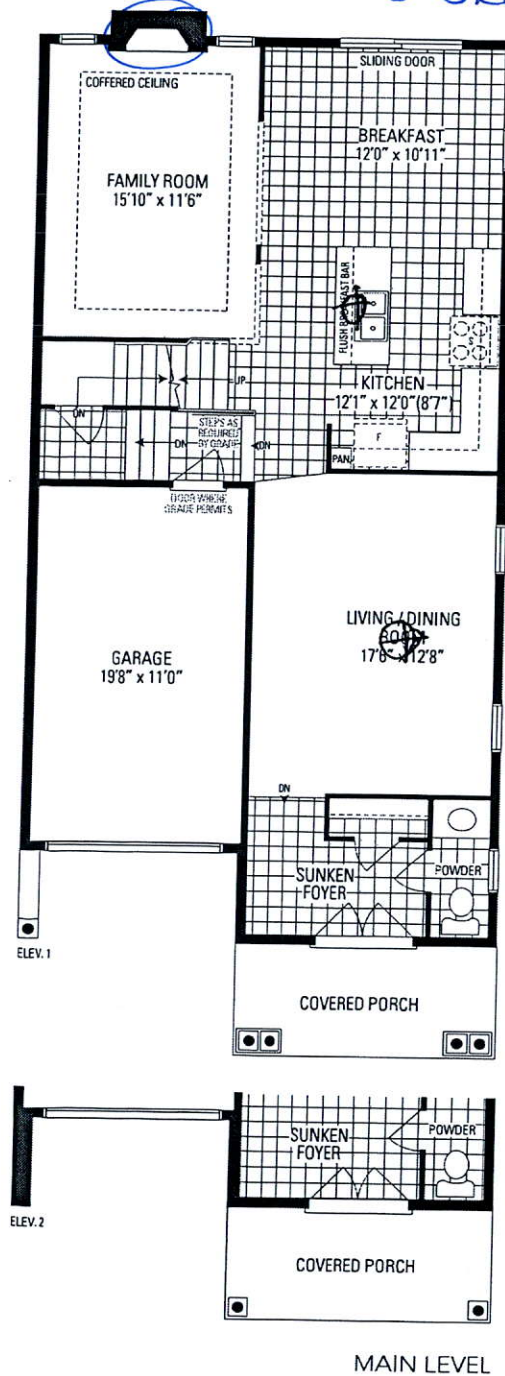 SLIDING DOOR
COFFERED CEILING
BREAKFAST
12'0" x 10'11"
FAMILY ROOM
15'10" x 11'6"
FLUSH BREAKFAST BAR
S
UP
KITCHEN
12'1" x 12'0"(8'7")
DN
STEPS AS
REQUIRED
BY GRADE
DN
DN
F
PAN.
DOOR WHERE
GRADE PERMITS
LIVING / DINING
17'6" x 12'8"
GARAGE
19'8" x 11'0"
DN
SUNKEN
FOYER
POWDER
ELEV. 1
COVERED PORCH
SUNKEN
FOYER
POWDER
ELEV. 2
COVERED PORCH
MAIN LEVEL